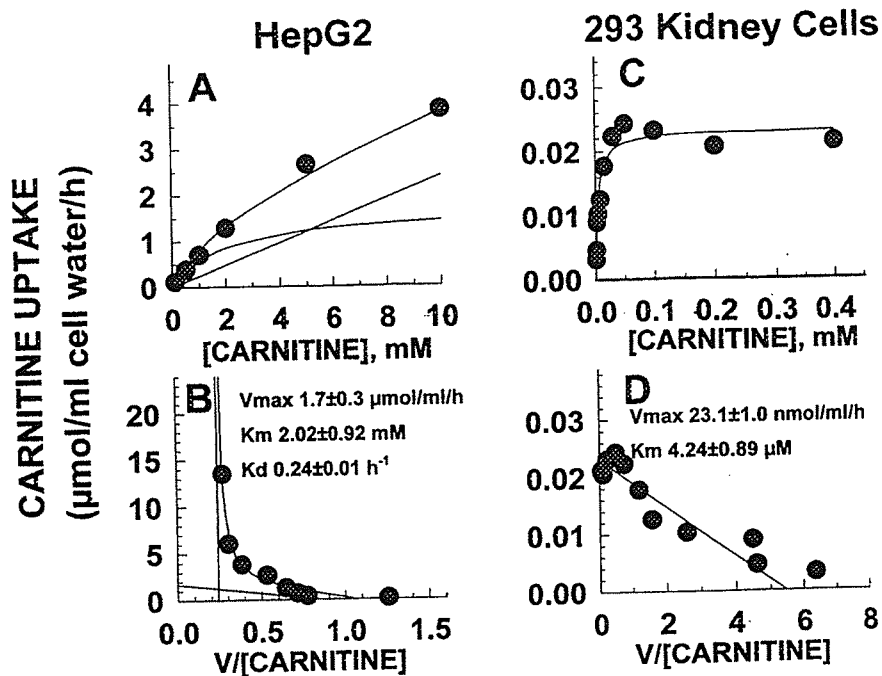 HepG2
293 Kidney Cells
CARNITINE UPTAKE
(µmol/ml cell water/h)
A
4
3
2
1
0
0 2 4 6 8 10
[CARNITINE], mM
C
0.03
0.02
0.01
0.00
0.0 0.1 0.2 0.3 0.4
[CARNITINE], mM
B
Vmax 1.7±0.3 µmol/ml/h
Km 2.02±0.92 mM
Kd 0.24±0.01 h⁻¹
20
15
10
5
0
0.0 0.5 1.0 1.5
V/[CARNITINE]
D
Vmax 23.1±1.0 nmol/ml/h
Km 4.24±0.89 µM
0.03
0.02
0.01
0.00
0 2 4 6 8
V/[CARNITINE]